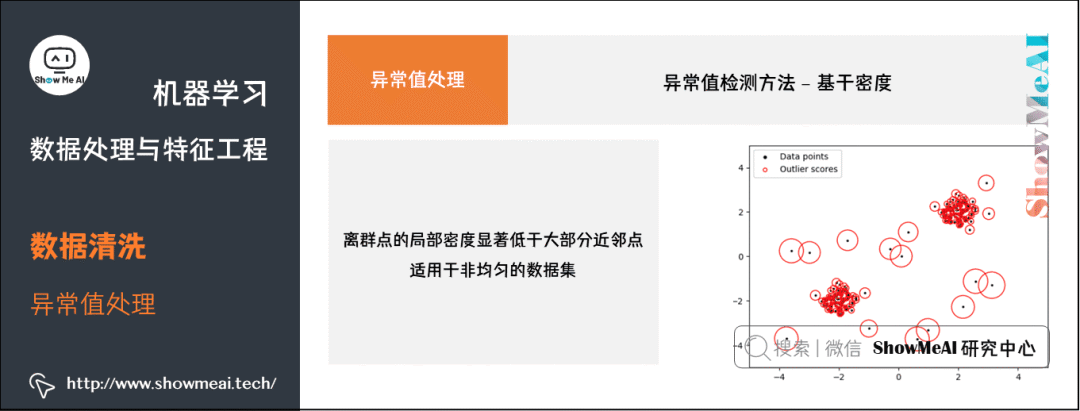 Show Me AI
机器学习
数据处理与特征工程
数据清洗
异常值处理
http://www.showmeai.tech/
异常值处理
异常值检测方法 – 基于密度
离群点的局部密度显著低于大部分近邻点
适用于非均匀的数据集
Data points
Outlier scores
4
2
0
−2
−4
−4
−2
0
2
4
ShowMeAI
搜索 | 微信 ShowMeAI 研究中心